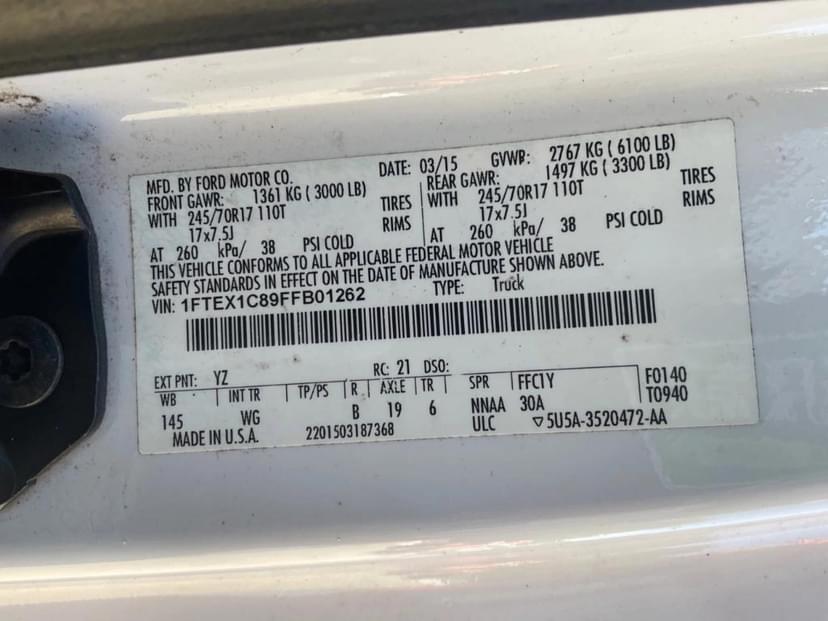 MFD. BY FORD MOTOR CO. DATE: 03/15 GVWR: 2767 KG ( 6100 LB)
FRONT GAWR: 1361 KG ( 3000 LB) REAR GAWR: 1497 KG ( 3300 LB)
WITH 245/70R17 110T TIRES WITH 245/70R17 110T TIRES
17x7.5J RIMS 17x7.5J RIMS
AT 260 kPa/ 38 PSI COLD AT 260 kPa/ 38 PSI COLD
THIS VEHICLE CONFORMS TO ALL APPLICABLE FEDERAL MOTOR VEHICLE
SAFETY STANDARDS IN EFFECT ON THE DATE OF MANUFACTURE SHOWN ABOVE.
VIN: 1FTEX1C89FFB01262 TYPE: Truck
EXT PNT: YZ RC: 21 DSO:
WB INT TR TP/PS R AXLE TR SPR FFC1Y F0140
145 WG B 19 6 NNAA 30A T0940
MADE IN U.S.A. 2201503187368 ULC ▽5U5A-3520472-AA